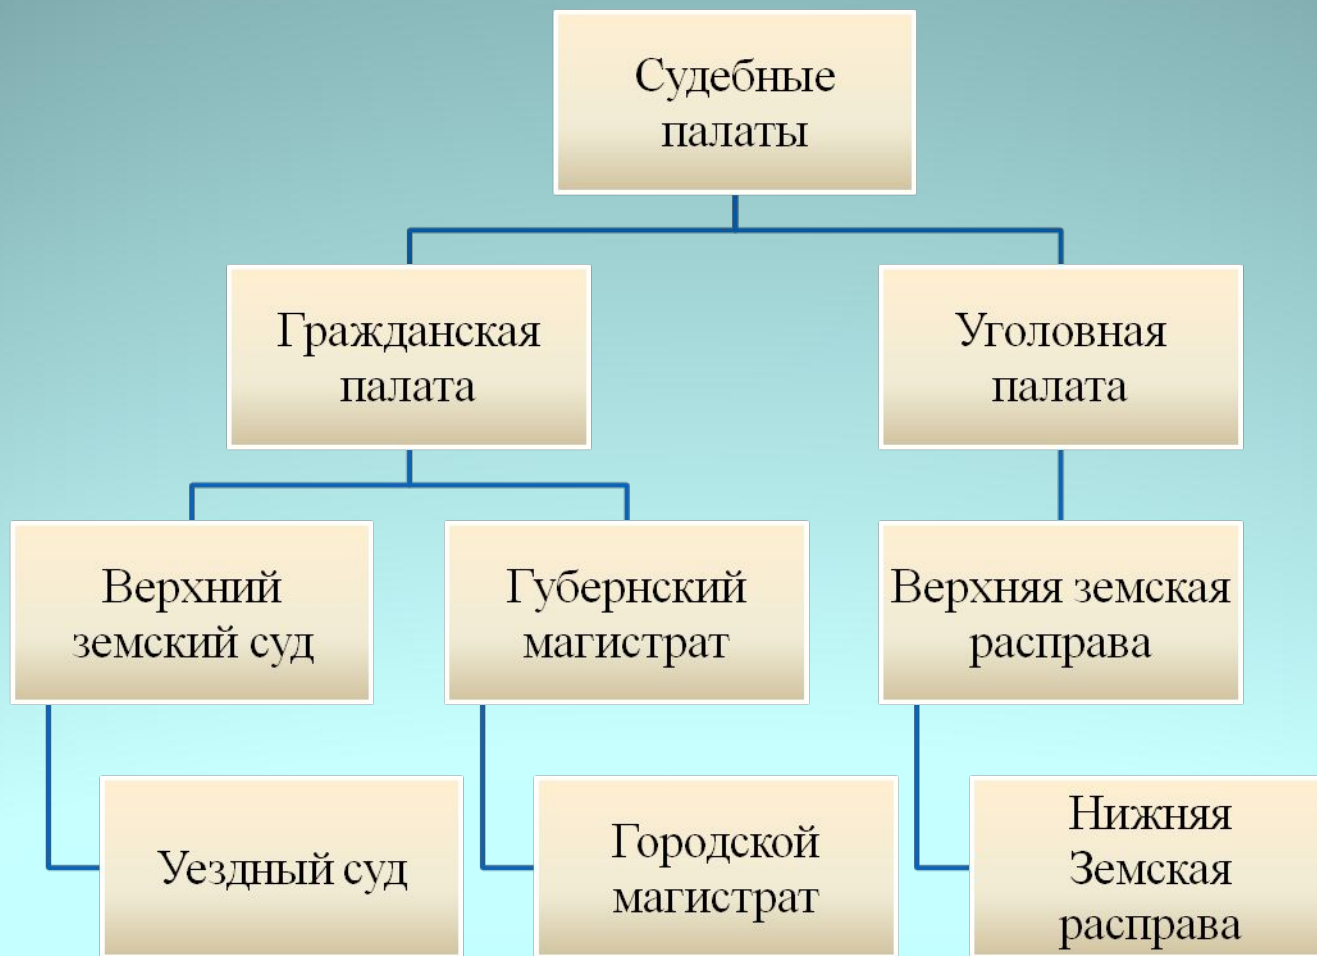 Судебные
палаты
Гражданская
палата
Уголовная
палата
Верхний
земский суд
Губернский
магистрат
Верхняя земская
расправа
Уездный суд
Городской
магистрат
Нижняя
Земская
расправа